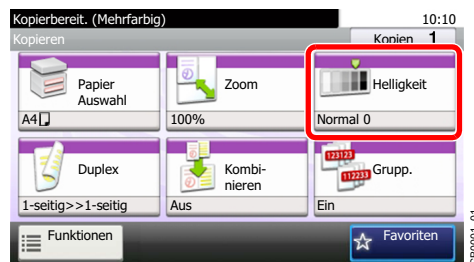 Kopierbereit. (Mehrfarbig)
10:10
Kopieren
Kopien 1
Papier
Auswahl
A4
Zoom
100%
Helligkeit
Normal 0
Duplex
1-seitig>>1-seitig
Kombi-
nieren
Aus
123123
112233
Grupp.
Ein
Funktionen
Favoriten